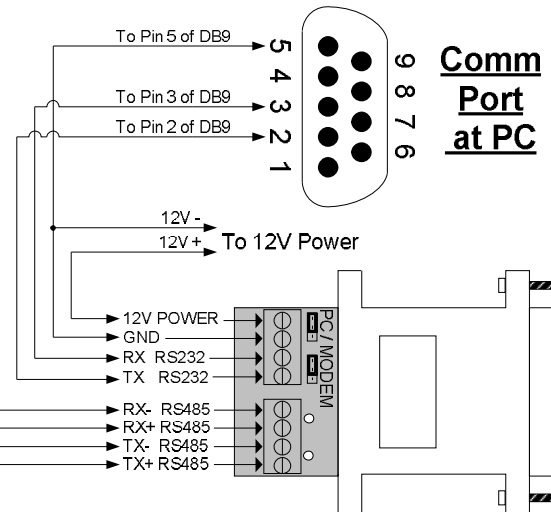 To Pin 5 of DB9
To Pin 3 of DB9
To Pin 2 of DB9
5
4
3
2
1
9
8
7
6
Comm
Port
at PC
12V -
12V +
To 12V Power
12V POWER
GND
RX RS232
TX RS232
RX- RS485
RX+ RS485
TX- RS485
TX+ RS485
PC / MODEM